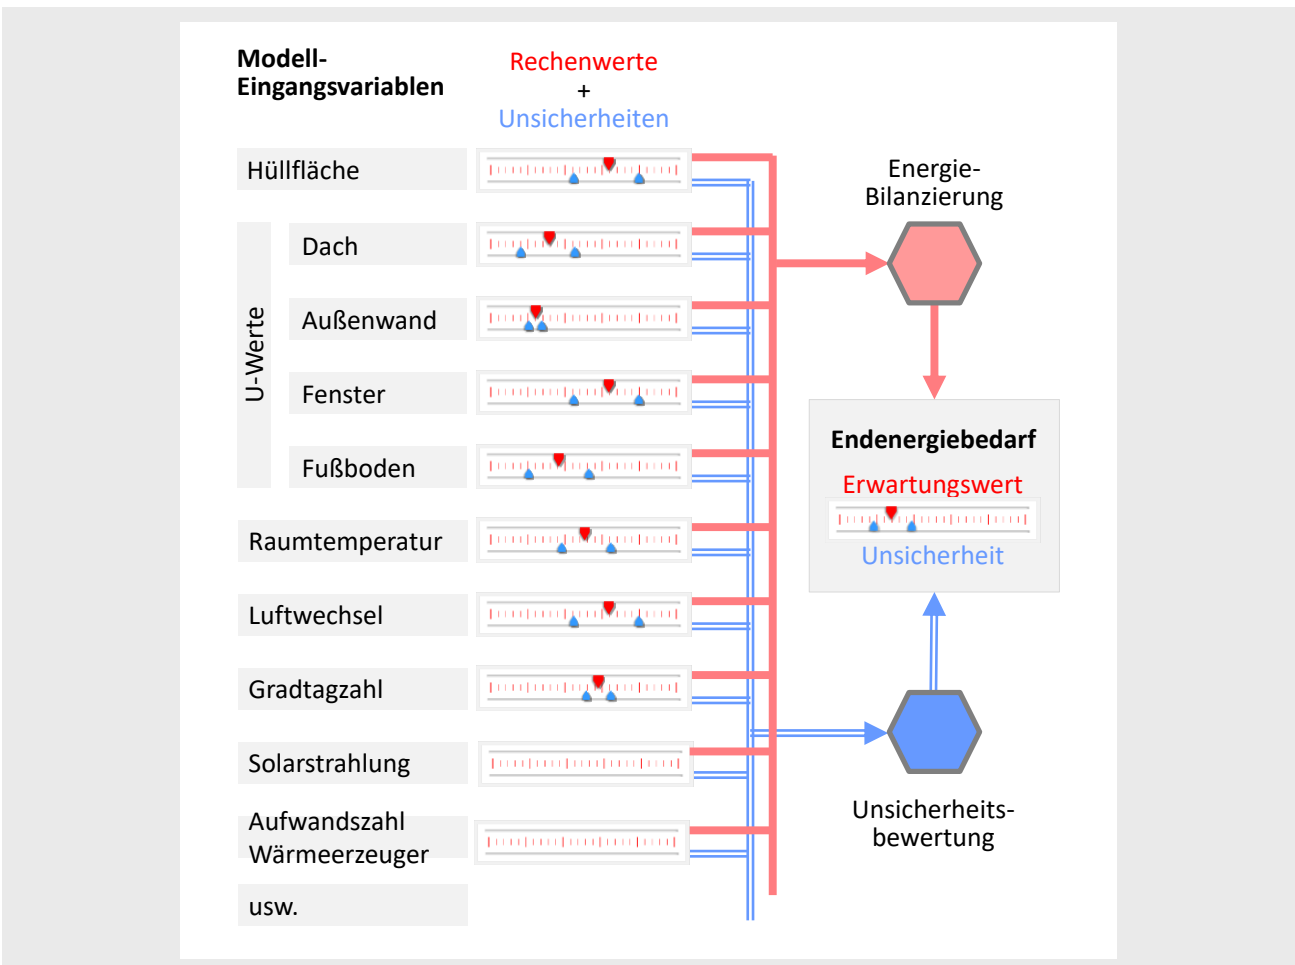 Modell-
Eingangsvariablen
Rechenwerte
+
Unsicherheiten
Hüllfläche
U-Werte
Dach
Außenwand
Fenster
Fußboden
Raumtemperatur
Luftwechsel
Gradtagzahl
Solarstrahlung
Aufwandszahl
Wärmeerzeuger
usw.
Energie-
Bilanzierung
Endenergiebedarf
Erwartungswert
Unsicherheit
Unsicherheits-
bewertung